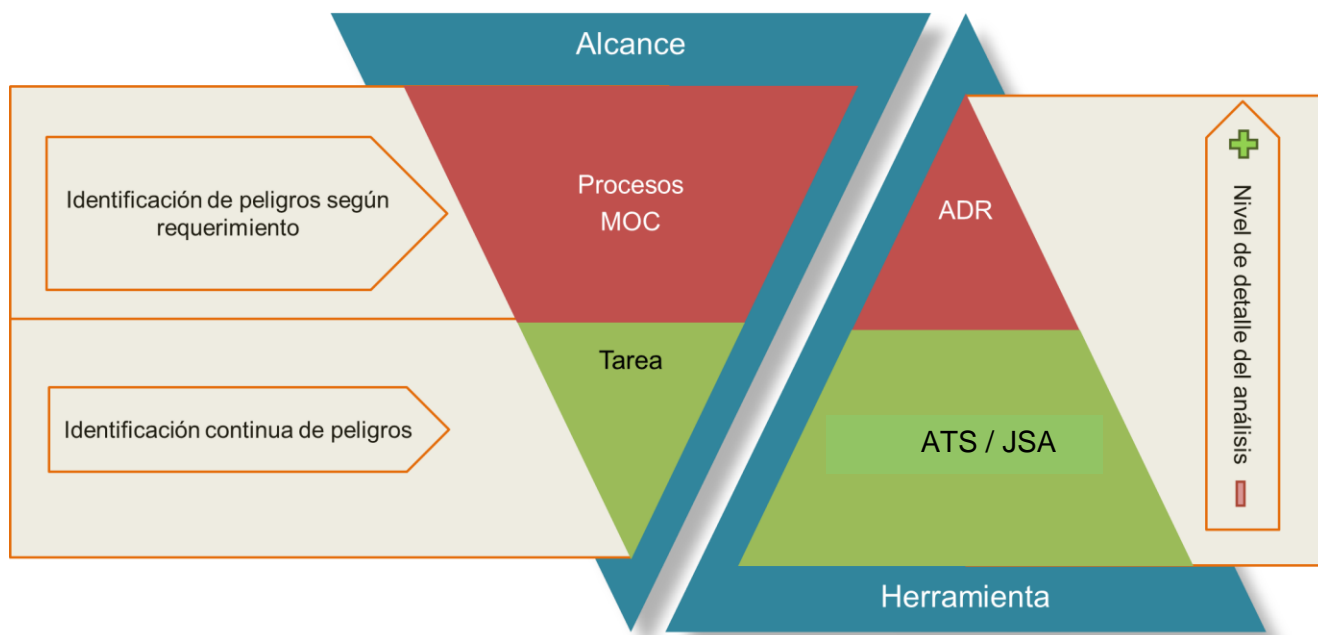 Alcance
Identificación de peligros según
requerimiento
Procesos
MOC
ADR
Nivel de detalle del análisis
Identificación continua de peligros
Tarea
ATS / JSA
Herramienta